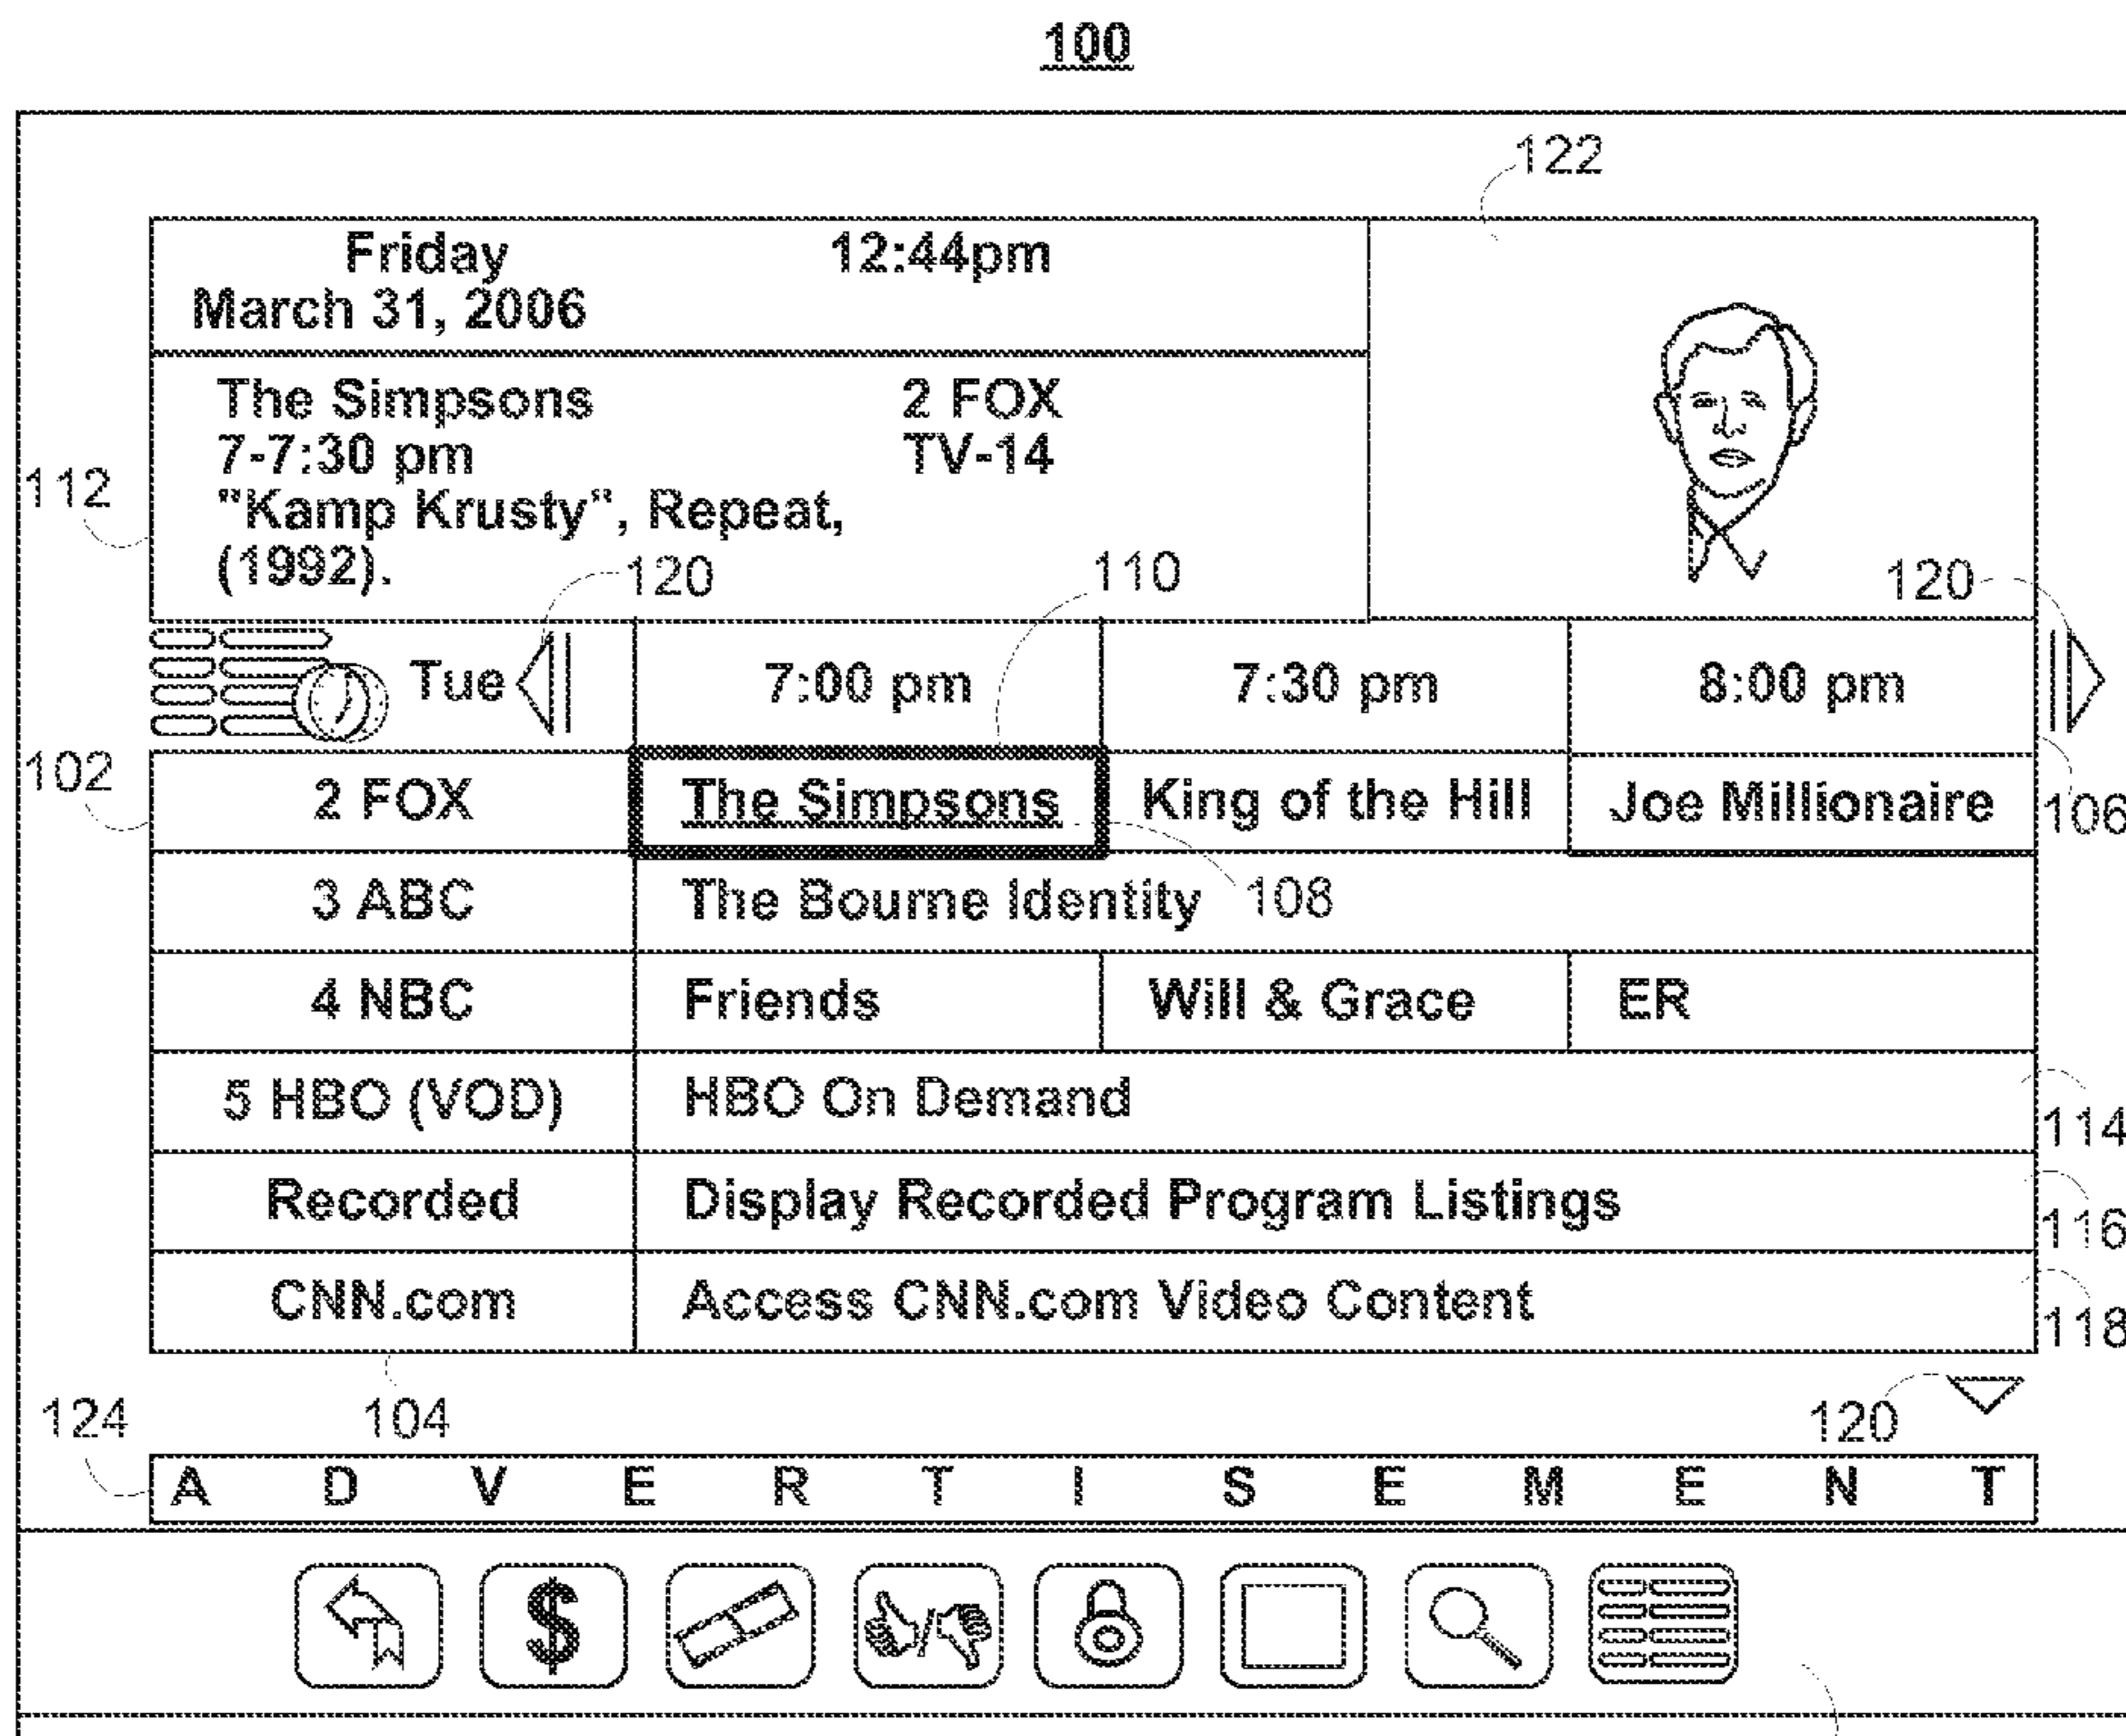 100
122
Friday 12:44pm
March 31, 2006
The Simpsons 2 FOX
7-7:30 pm TV-14
112
"Kamp Krusty", Repeat,
(1992).
120 110 120
Tue 7:00 pm 7:30 pm 8:00 pm
102
2 FOX The Simpsons King of the Hill Joe Millionaire
106
3 ABC The Bourne Identity 108
4 NBC Friends Will & Grace ER
5 HBO (VOD) HBO On Demand
114
Recorded Display Recorded Program Listings
116
CNN.com Access CNN.com Video Content
118
124 104 120
A D V E R T I S E M E N T
$